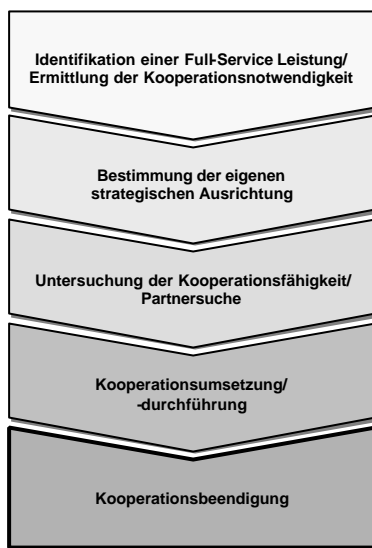 Identifikation einer Full-Service Leistung/
Ermittlung der Kooperationsnotwendigkeit
Bestimmung der eigenen
strategischen Ausrichtung
Untersuchung der Kooperationsfähigkeit/
Partnersuche
Kooperationsumsetzung/
-durchführung
Kooperationsbeendigung